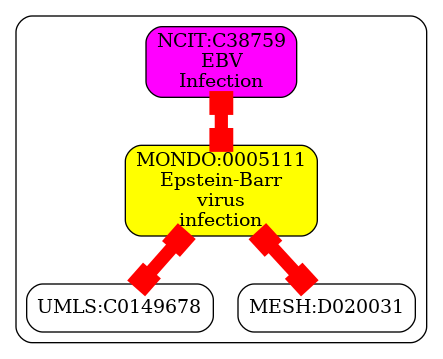 NCIT:C38759
EBV
Infection
MONDO:0005111
Epstein-Barr
virus
infection
UMLS:C0149678
MESH:D020031